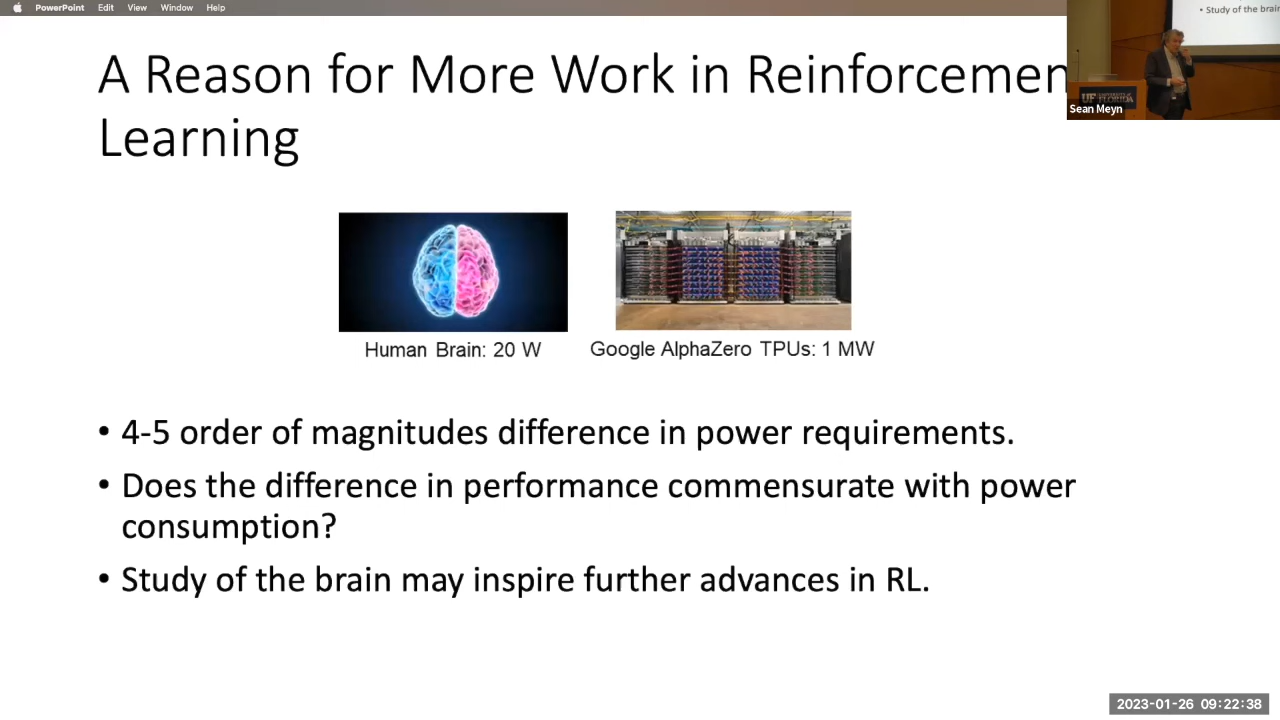 PowerPoint Edit View Window Help
• Study of the brain
A Reason for More Work in Reinforcemen
Learning
UF FLORIDA
Sean Meyn
Human Brain: 20 W
Google AlphaZero TPUs: 1 MW
• 4-5 order of magnitudes difference in power requirements.
• Does the difference in performance commensurate with power
consumption?
• Study of the brain may inspire further advances in RL.
2023-01-26 09:22:38